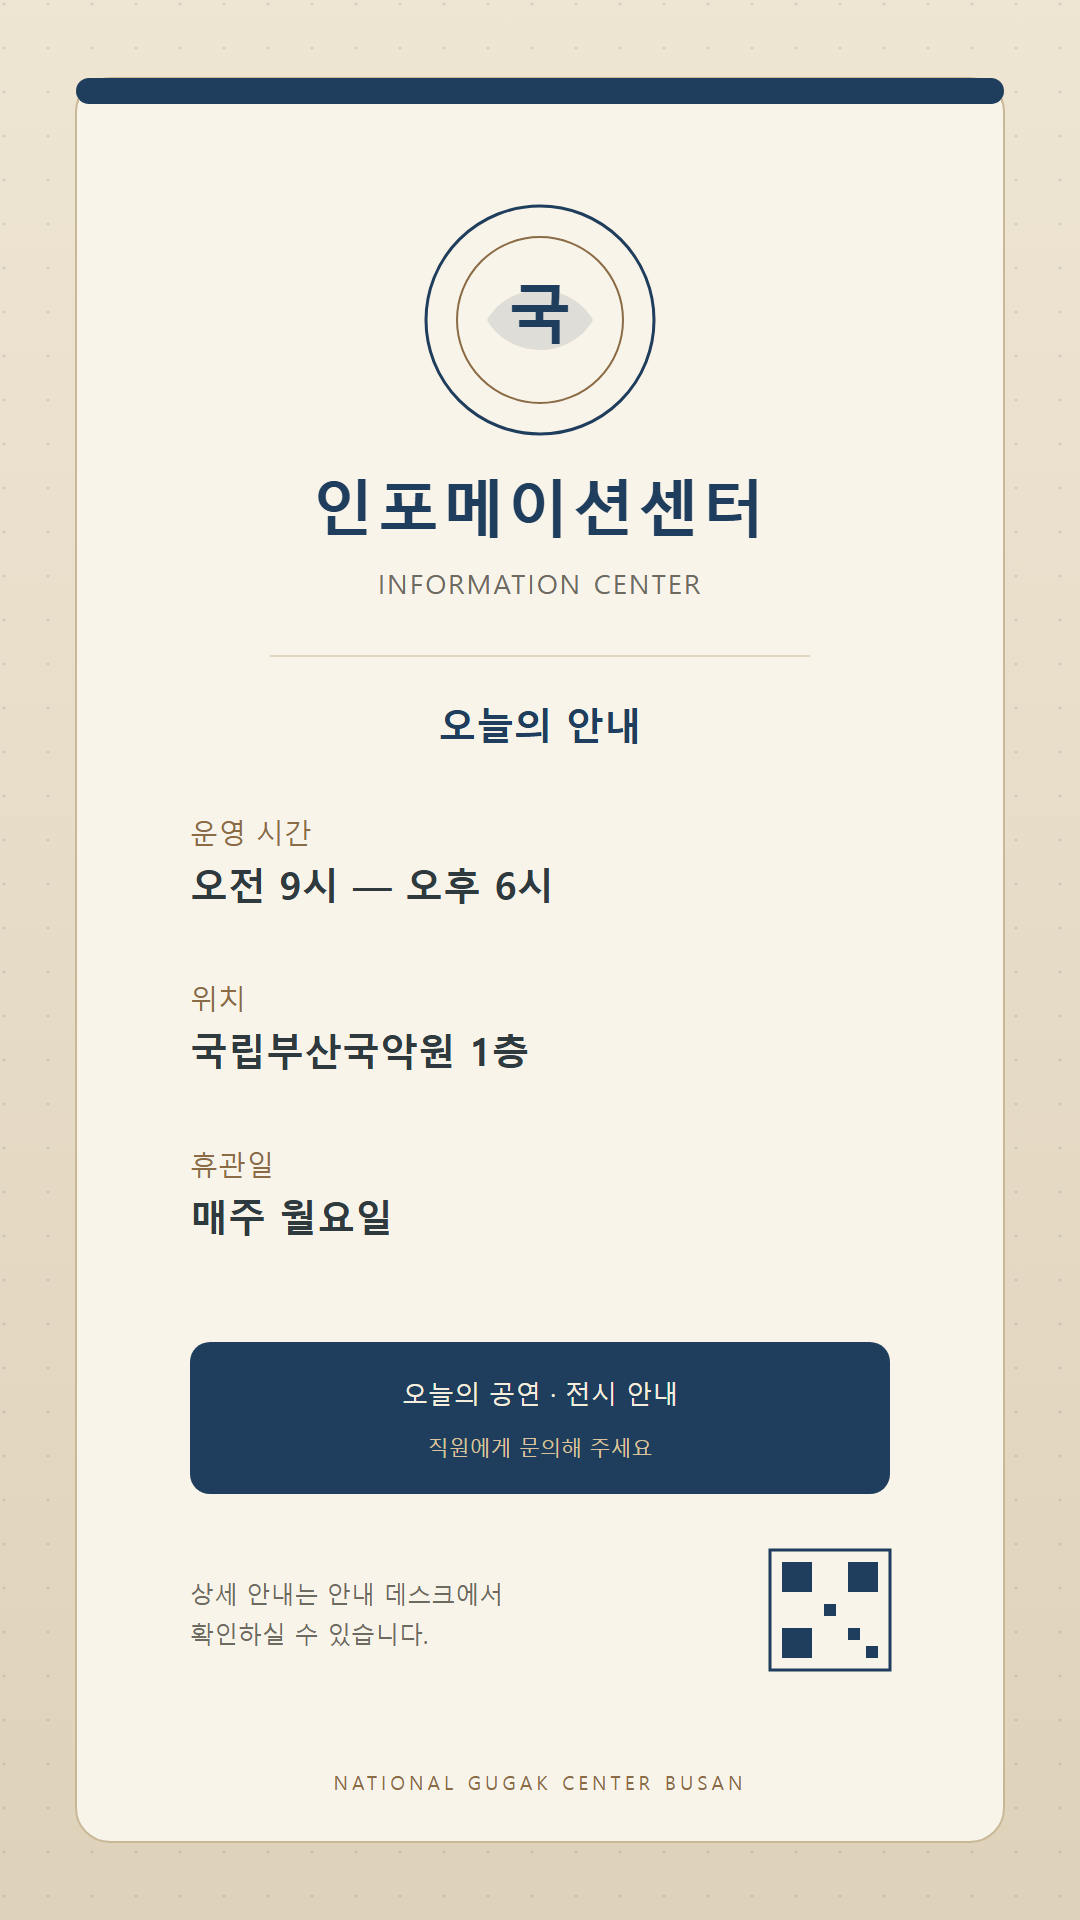 국
인포메이션센터
INFORMATION CENTER
오늘의 안내
운영 시간
오전 9시 — 오후 6시
위치
국립부산국악원 1층
휴관일
매주 월요일
오늘의 공연 · 전시 안내
직원에게 문의해 주세요
상세 안내는 안내 데스크에서
확인하실 수 있습니다.
NATIONAL GUGAK CENTER BUSAN